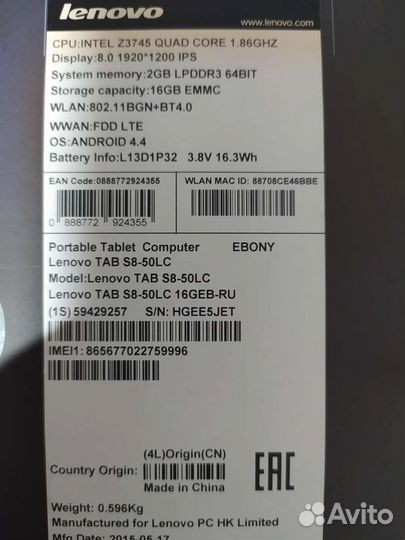 lenovo
www.lenovo.com
CPU:INTEL Z3745 QUAD CORE 1.86GHZ
Display:8.0 1920*1200 IPS
System memory:2GB LPDDR3 64BIT
Storage capacity:16GB EMMC
WLAN:802.11BGN+BT4.0
WWAN:FDD LTE
OS:ANDROID 4.4
Battery Info:L13D1P32 3.8V 16.3Wh
EAN Code:0888772924355 WLAN MAC ID: 88708CE46BBE
0 888772 924355
Portable Tablet Computer EBONY
Lenovo TAB S8-50LC
Model:Lenovo TAB S8-50LC
Lenovo TAB S8-50LC 16GEB-RU
(1S) 59429257 S/N: HGEE5JET
IMEI1: 865677022759996
(4L)Origin(CN)
Country Origin:
Made in China
EAC
Weight: 0.596Kg
Manufactured for Lenovo PC HK Limited
Mfg Date: 2015-05-17
Avito